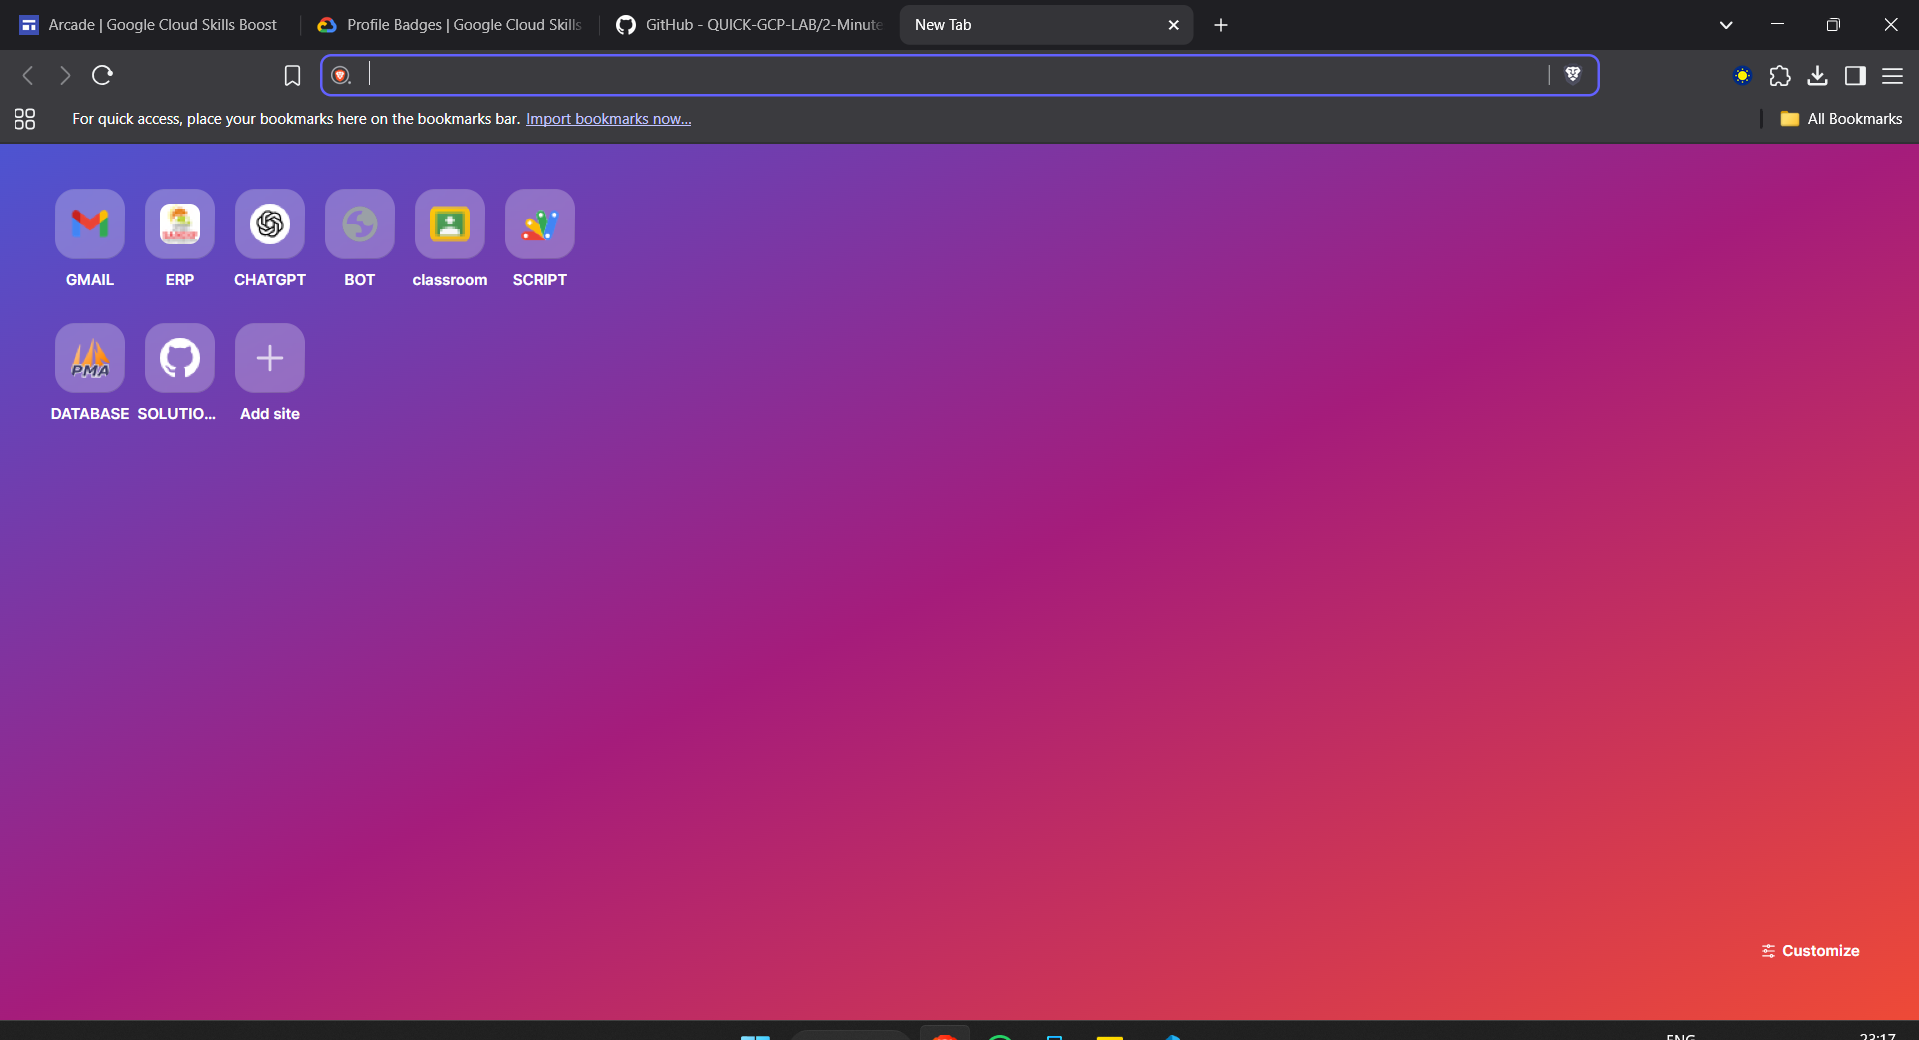 Arcade | Google Cloud Skills Boost
Profile Badges | Google Cloud Skills
GitHub - QUICK-GCP-LAB/2-Minute
New Tab
For quick access, place your bookmarks here on the bookmarks bar. Import bookmarks now...
All Bookmarks
GMAIL
ERP
CHATGPT
BOT
classroom
SCRIPT
PMA
DATABASE
SOLUTIO...
Add site
Customize
ENG
23:17